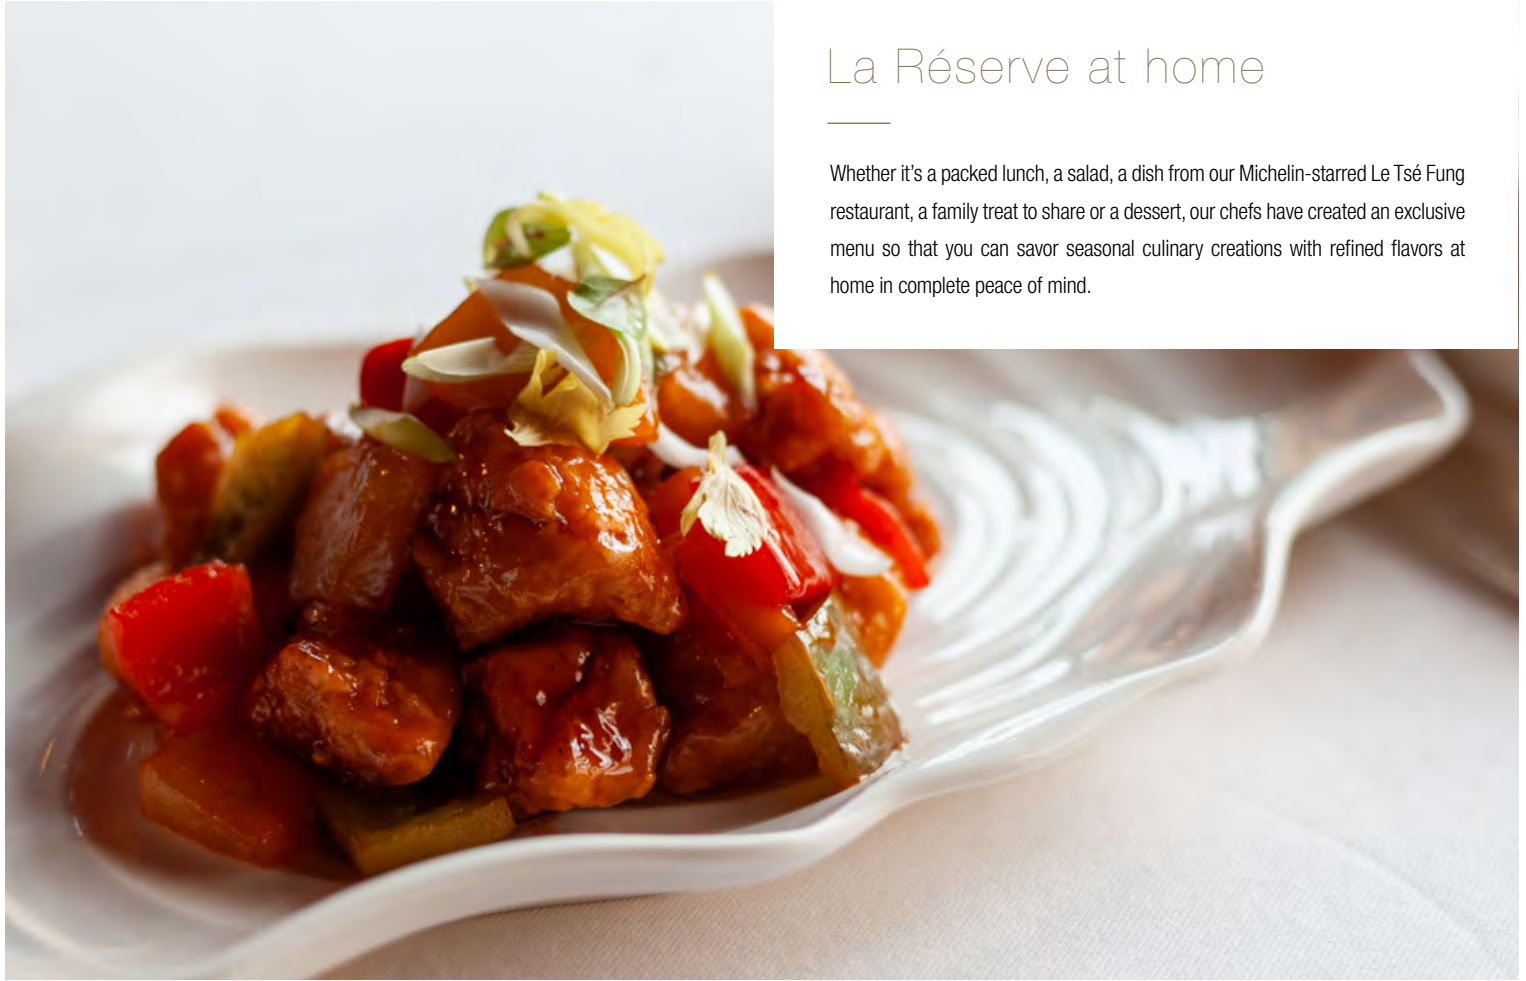 La Réserve at home
Whether it’s a packed lunch, a salad, a dish from our Michelin-starred Le Tsé Fung
restaurant, a family treat to share or a dessert, our chefs have created an exclusive
menu so that you can savor seasonal culinary creations with refined flavors at
home in complete peace of mind.